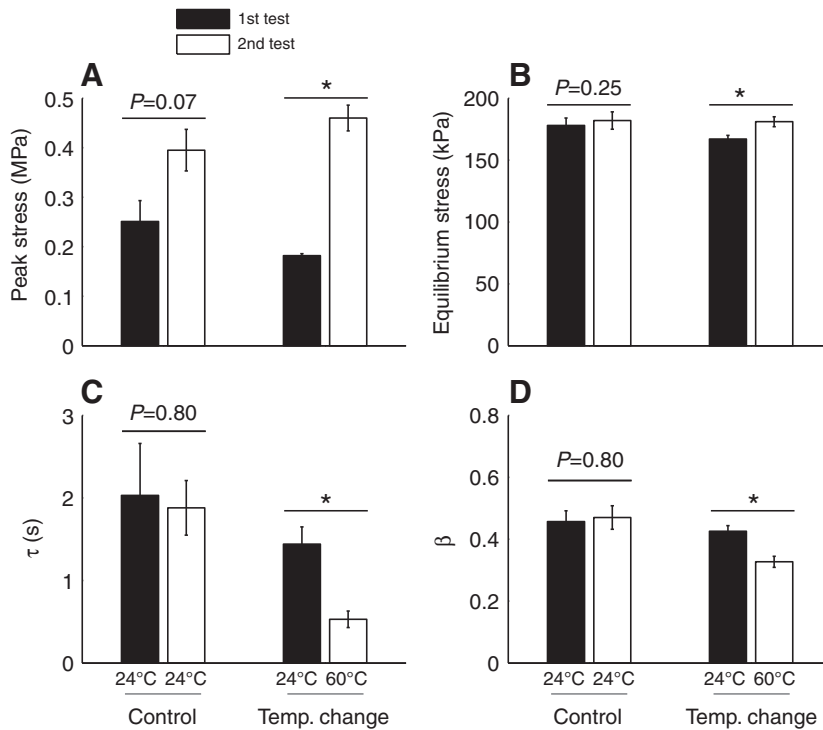 1st test
2nd test
A
P=0.07
*
0.5
0.4
0.3
0.2
0.1
0
Peak stress (MPa)
B
P=0.25
*
200
150
100
50
0
Equilibrium stress (kPa)
C
P=0.80
*
3
2
1
0
τ (s)
24°C 24°C 24°C 60°C
Control Temp. change
D
P=0.80
*
0.8
0.6
0.4
0.2
0
β
24°C 24°C 24°C 60°C
Control Temp. change